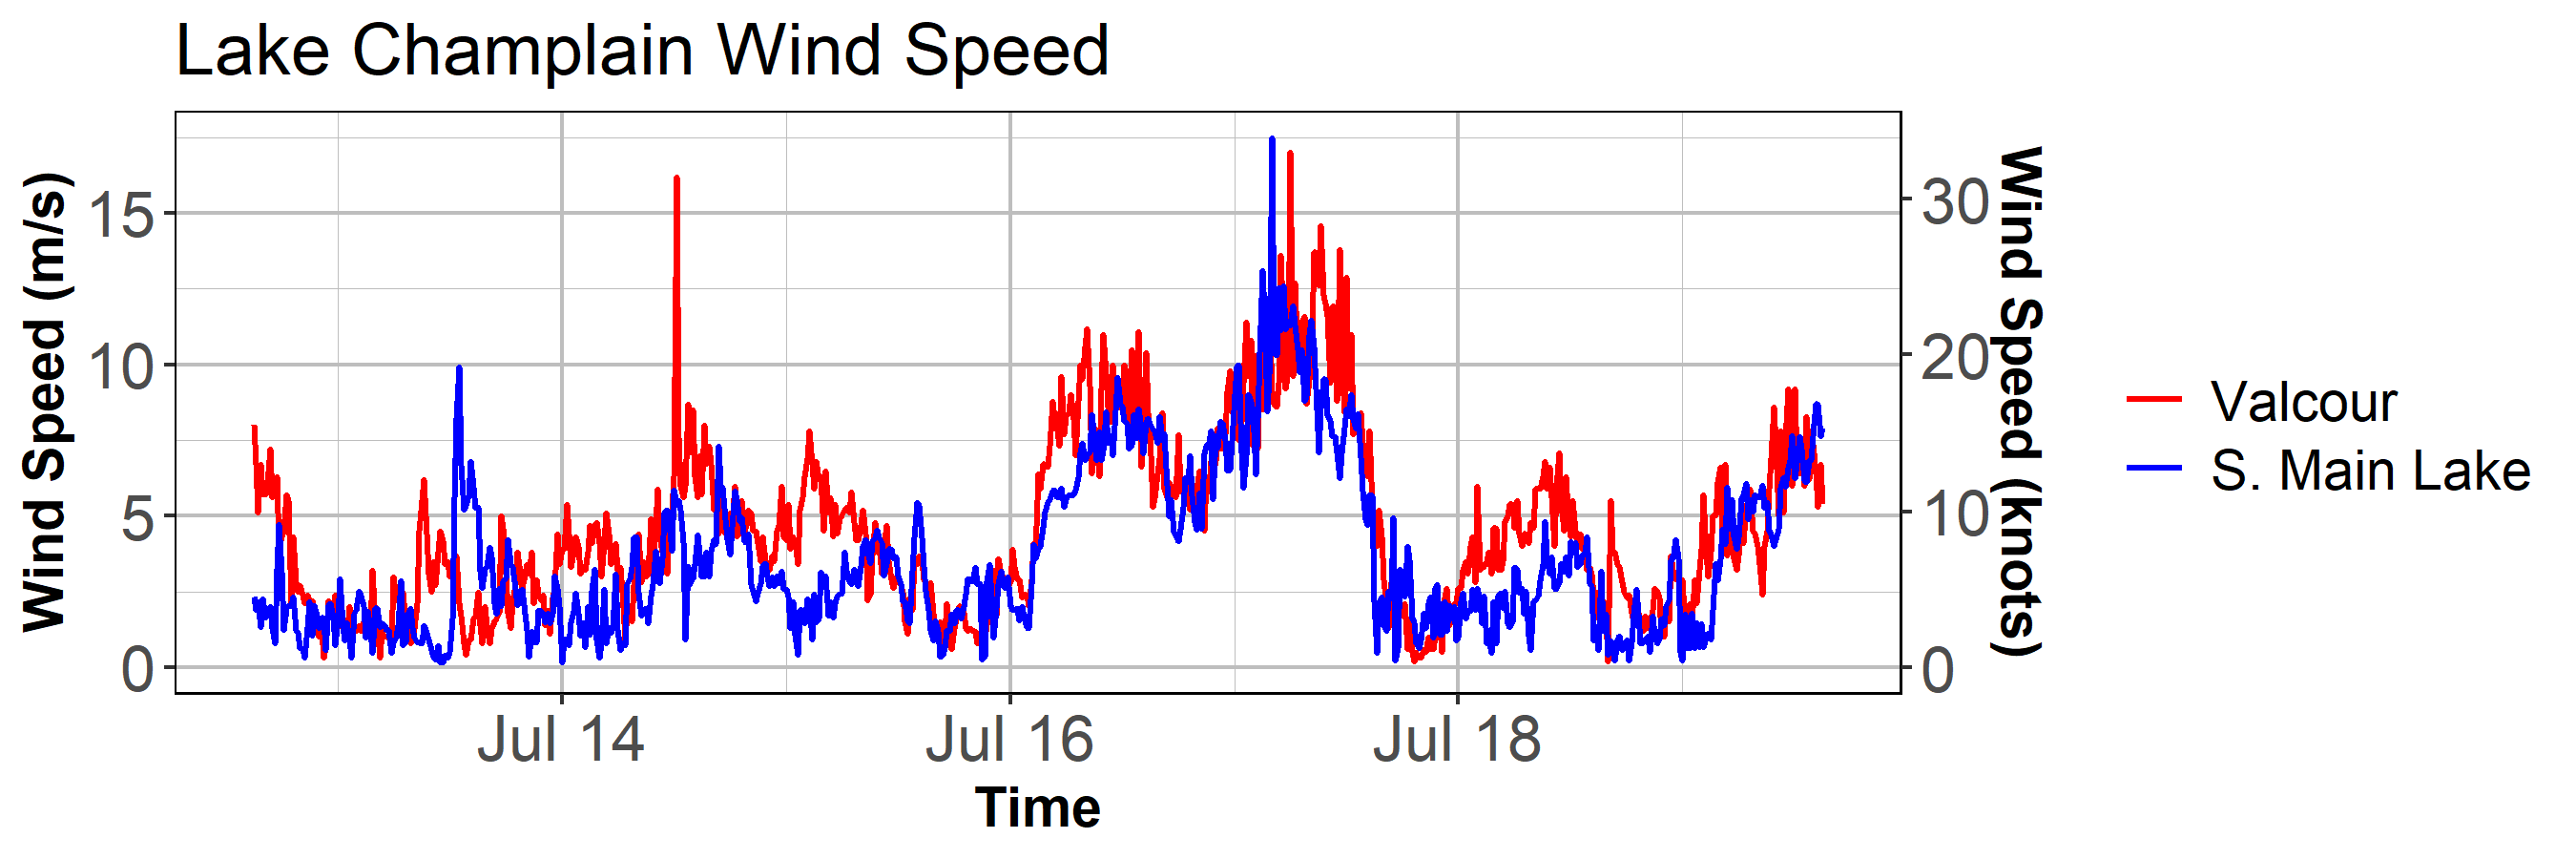 Lake Champlain Wind Speed
Wind Speed (m/s)
15
10
5
0
30
20
10
0
Wind Speed (knots)
Jul 14
Jul 16
Jul 18
Time
Valcour
S. Main Lake